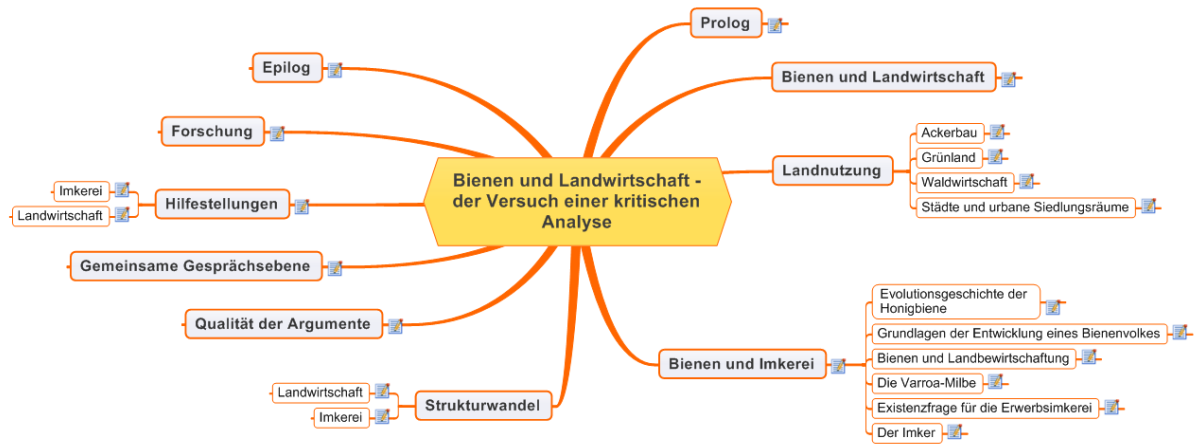 Bienen und Landwirtschaft -
der Versuch einer kritischen
Analyse
Prolog
Bienen und Landwirtschaft
Landnutzung
Ackerbau
Grünland
Waldwirtschaft
Städte und urbane Siedlungsräume
Bienen und Imkerei
Evolutionsgeschichte der
Honigbiene
Grundlagen der Entwicklung eines Bienenvolkes
Bienen und Landbewirtschaftung
Die Varroa-Milbe
Existenzfrage für die Erwerbsimkerei
Der Imker
Strukturwandel
Landwirtschaft
Imkerei
Qualität der Argumente
Gemeinsame Gesprächsebene
Hilfestellungen
Imkerei
Landwirtschaft
Forschung
Epilog